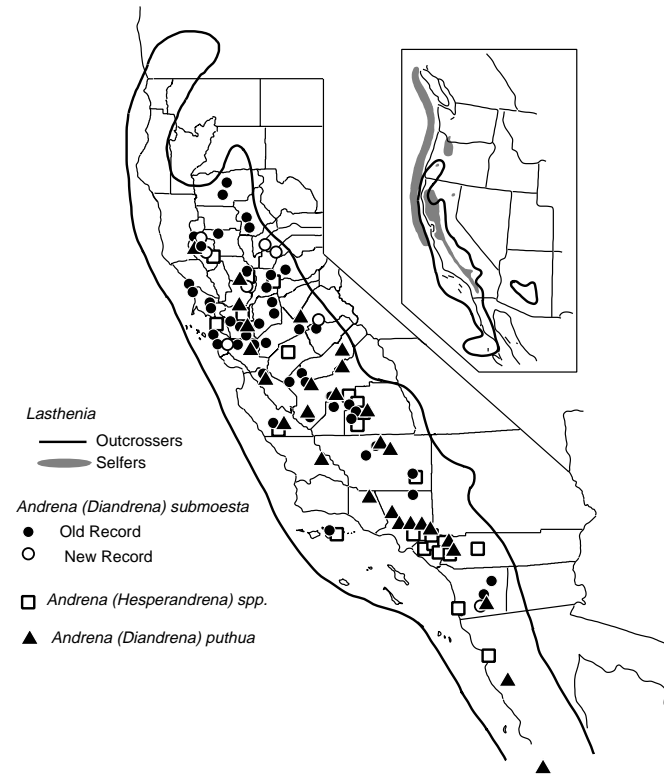 Lasthenia
Outcrossers
Selfers
Andrena (Diandrena) submoesta
Old Record
New Record
Andrena (Hesperandrena) spp.
Andrena (Diandrena) puthua